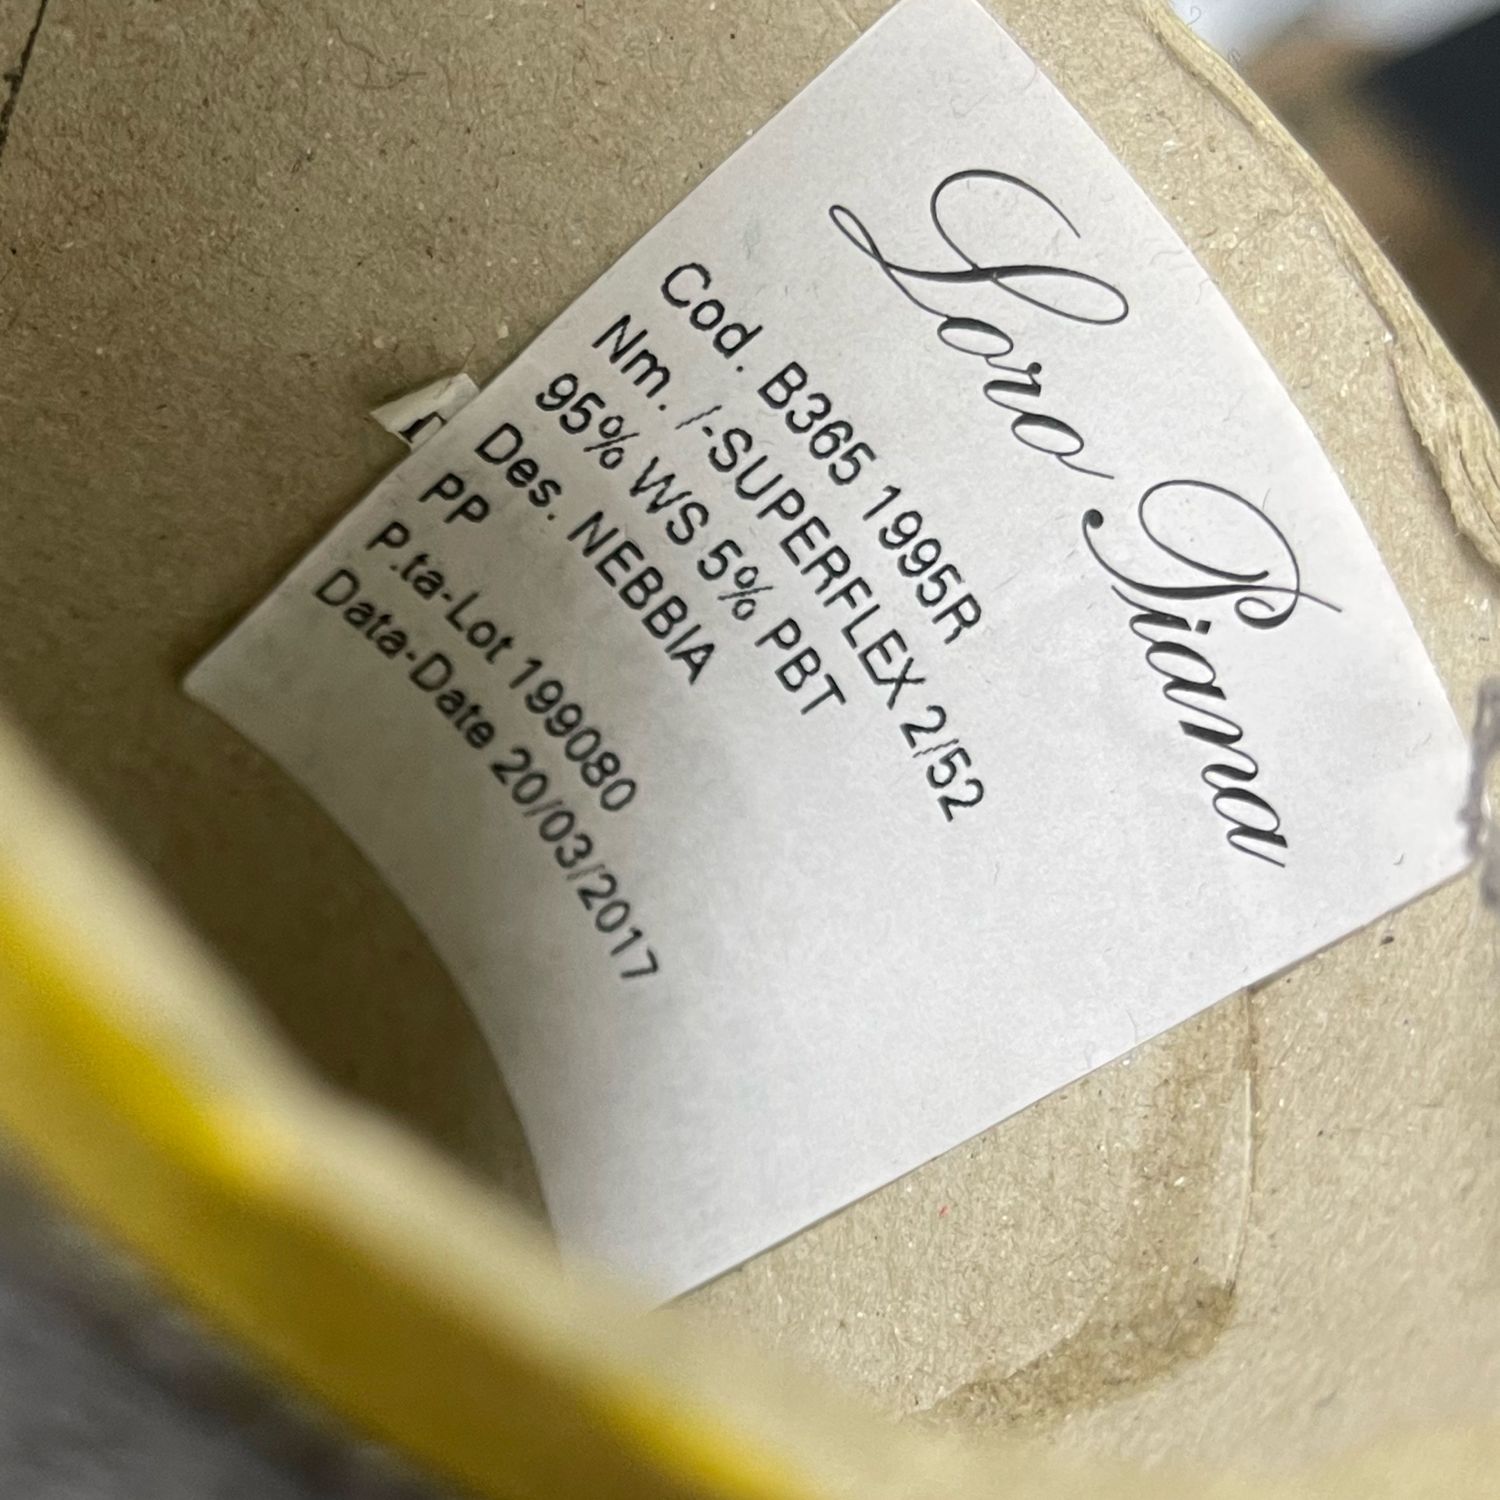 Loro Piana
Cod. B365 1995R
Nm. /-SUPERFLEX 2/52
95% WS 5% PBT
Des. NEBBIA
PP
P.ta-Lot 199080
Data-Date 20/03/2017